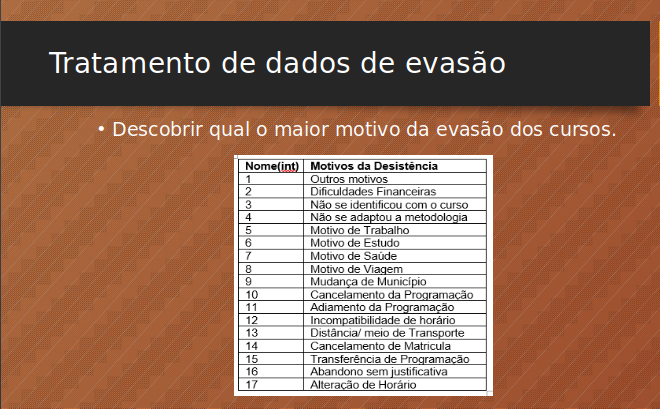 Tratamento de dados de evasão
• Descobrir qual o maior motivo da evasão dos cursos.
Nome(int) Motivos da Desistência
1 Outros motivos
2 Dificuldades Financeiras
3 Não se identificou com o curso
4 Não se adaptou a metodologia
5 Motivo de Trabalho
6 Motivo de Estudo
7 Motivo de Saúde
8 Motivo de Viagem
9 Mudança de Município
10 Cancelamento da Programação
11 Adiamento da Programação
12 Incompatibilidade de horário
13 Distância/ meio de Transporte
14 Cancelamento de Matricula
15 Transferência de Programação
16 Abandono sem justificativa
17 Alteração de Horário